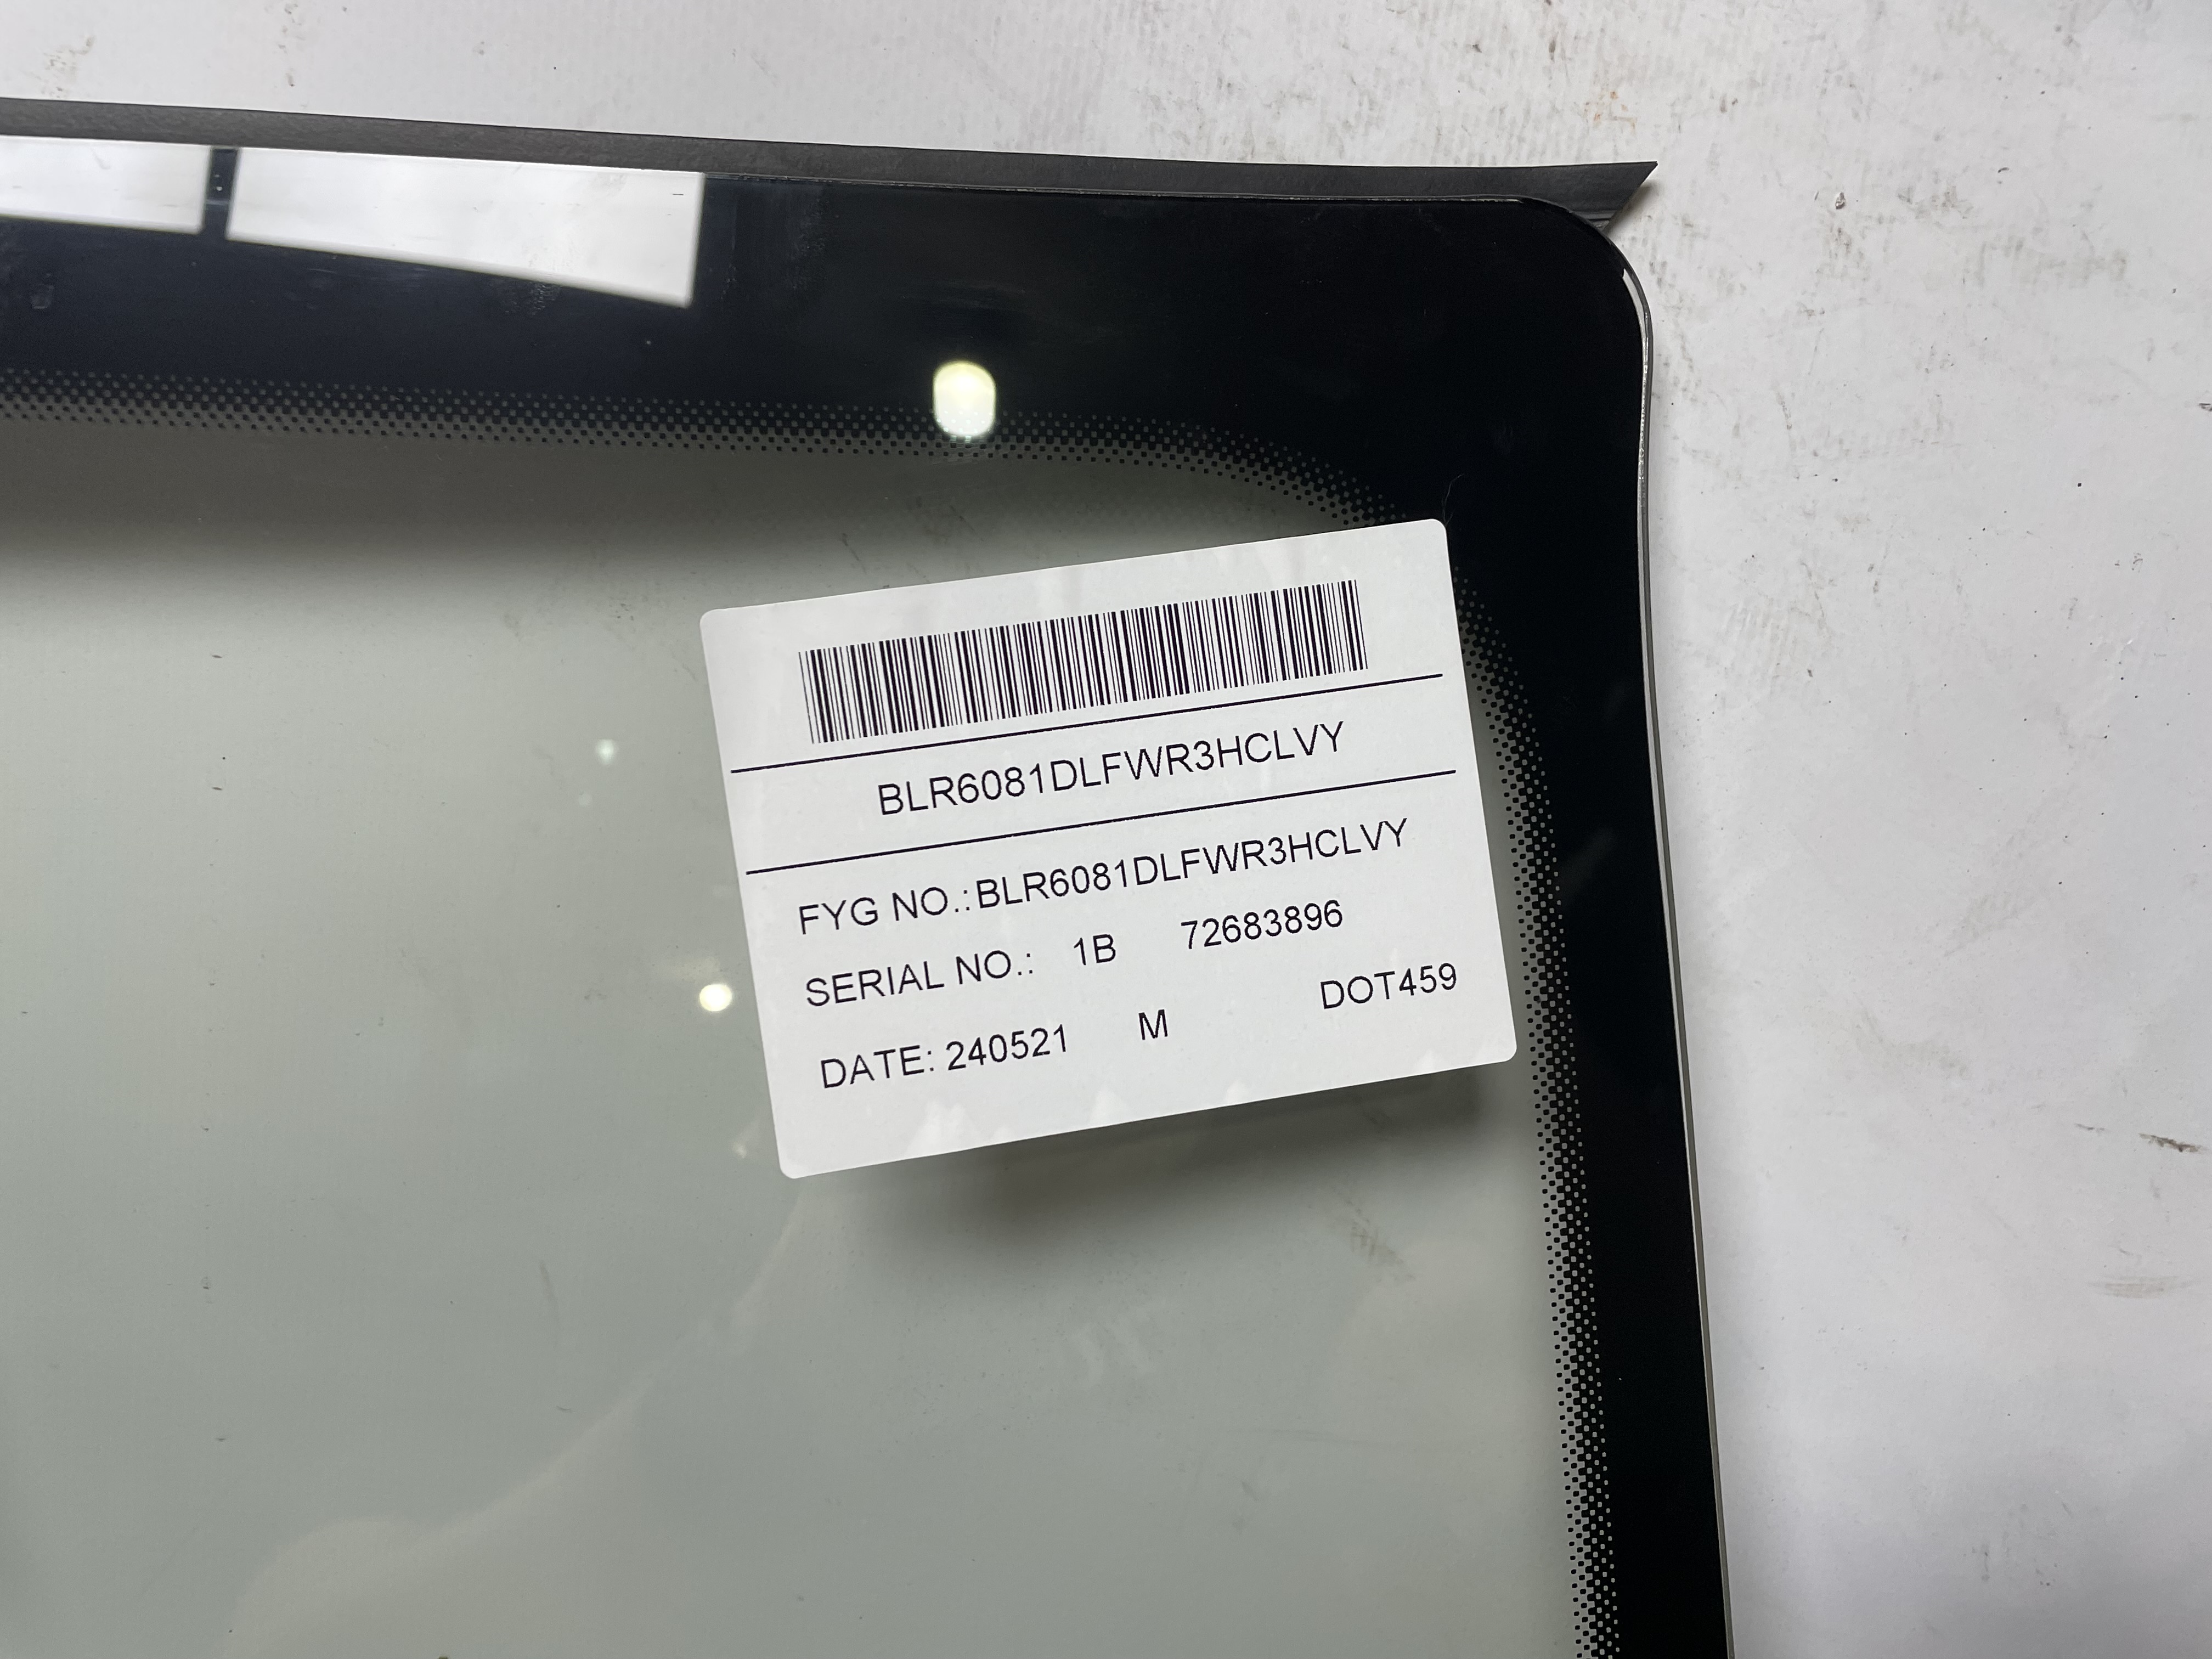 BLR6081DLFWR3HCLVY
FYG NO.:BLR6081DLFWR3HCLVY
SERIAL NO.: 1B 72683896
DATE: 240521 M DOT459